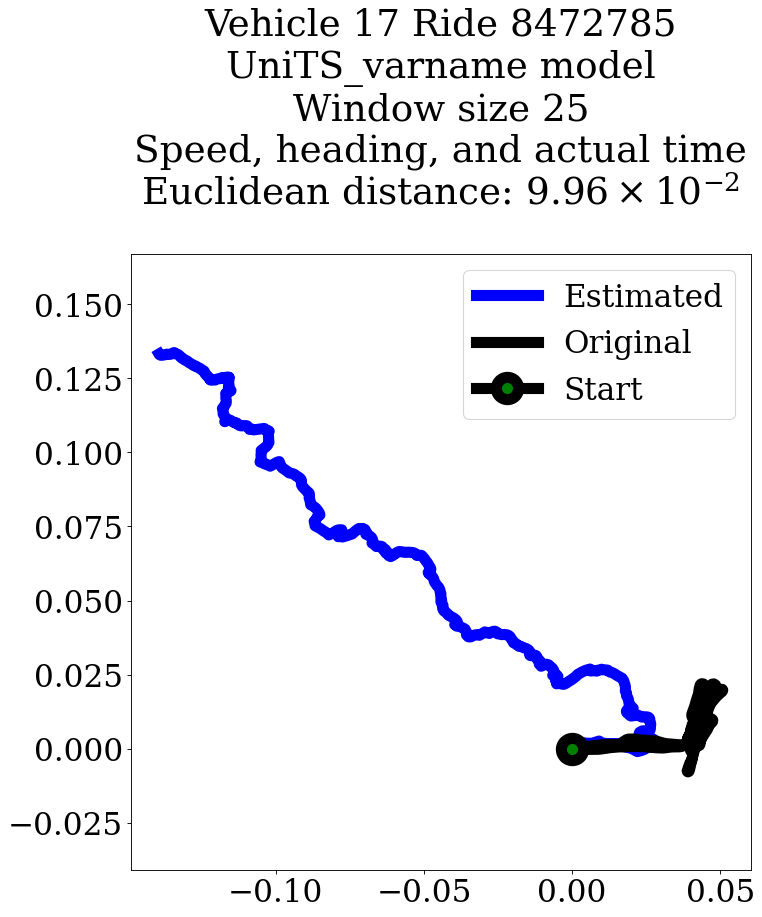 Vehicle 17 Ride 8472785
UniTS_varname model
Window size 25
Speed, heading, and actual time
Euclidean distance: 9.96 × 10⁻²
Estimated
Original
Start
0.150
0.125
0.100
0.075
0.050
0.025
0.000
−0.025
−0.10 −0.05 0.00 0.05